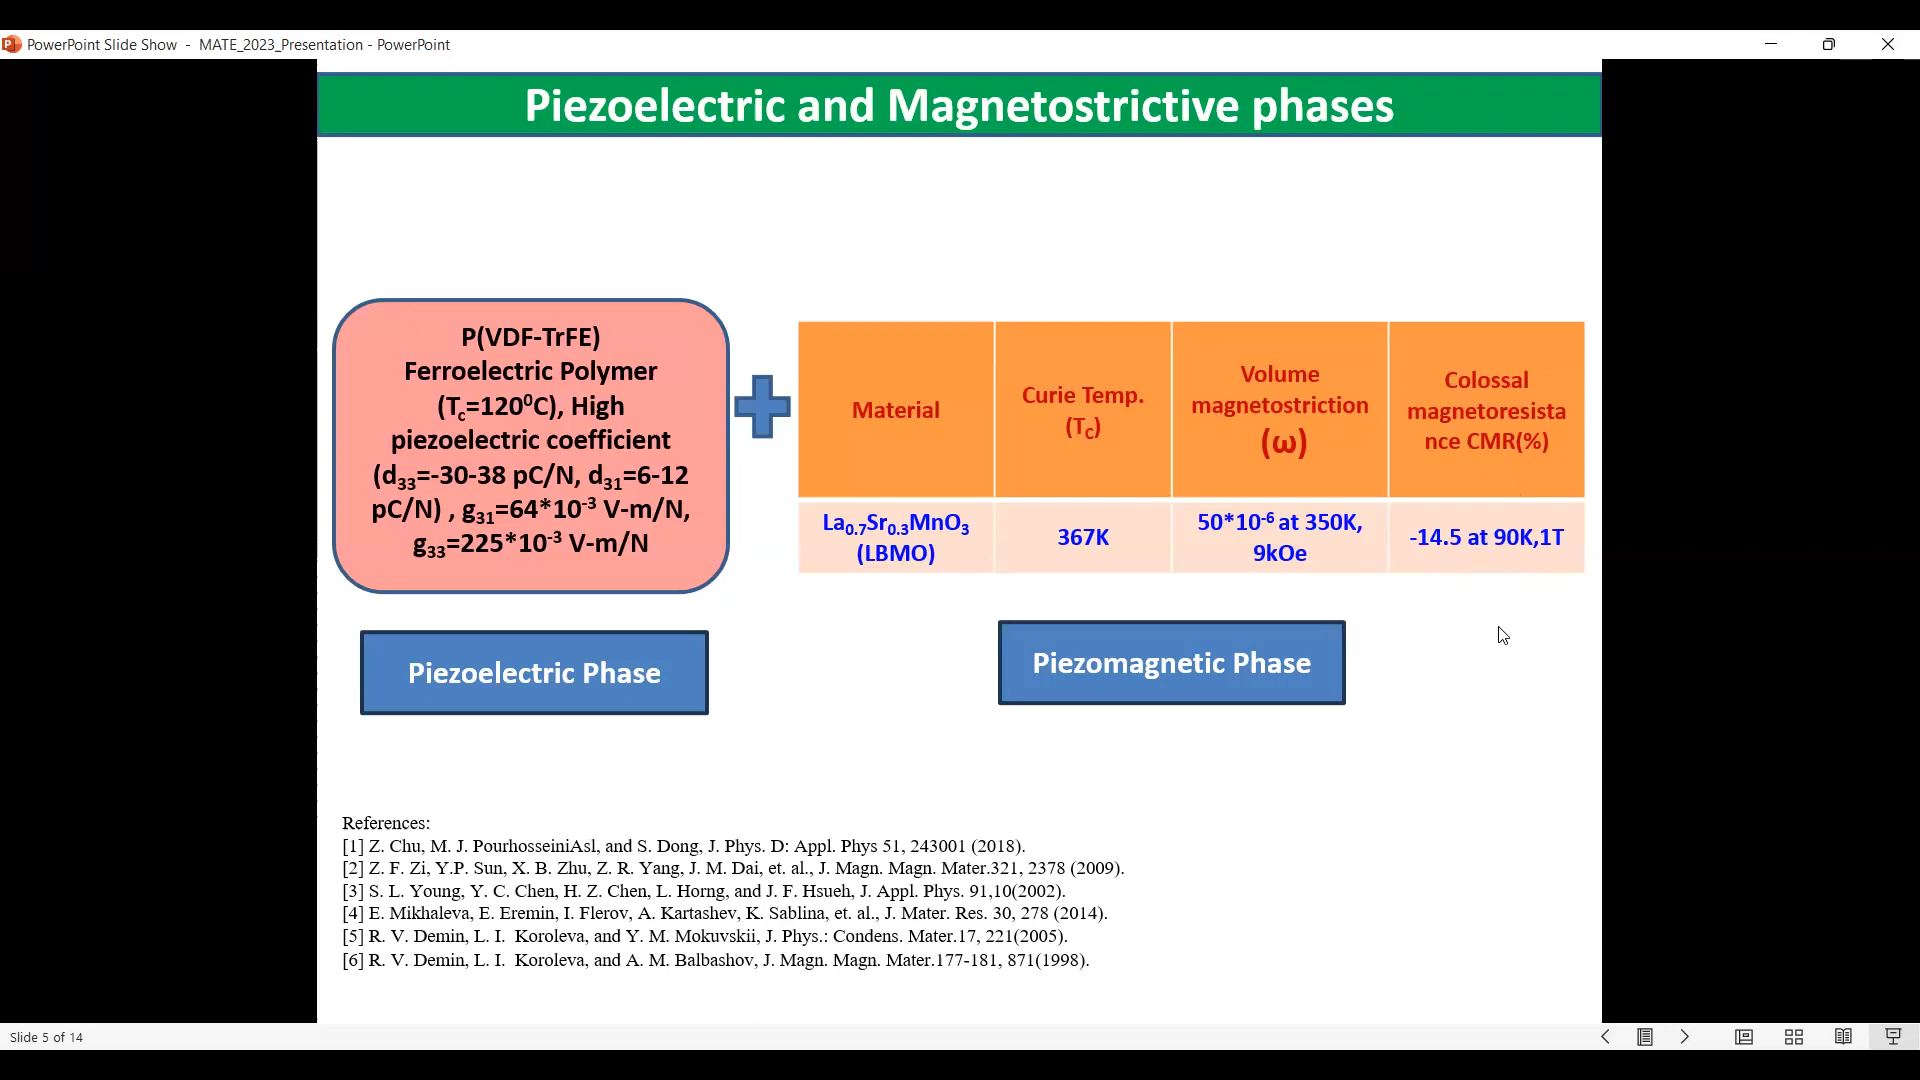 PowerPoint Slide Show - MATE_2023_Presentation - PowerPoint
Piezoelectric and Magnetostrictive phases
P(VDF-TrFE)
Ferroelectric Polymer
(Tc=120⁰C), High
piezoelectric coefficient
(d33=-30-38 pC/N, d31=6-12
pC/N) , g31=64*10⁻³ V-m/N,
g33=225*10⁻³ V-m/N
Material
Curie Temp.
(TC)
Volume
magnetostriction
(ω)
Colossal
magnetoresista
nce CMR(%)
La0.7Sr0.3MnO3
(LBMO)
367K
50*10⁻⁶ at 350K,
9kOe
-14.5 at 90K,1T
Piezoelectric Phase
Piezomagnetic Phase
References:
[1] Z. Chu, M. J. PourhosseiniAsl, and S. Dong, J. Phys. D: Appl. Phys 51, 243001 (2018).
[2] Z. F. Zi, Y.P. Sun, X. B. Zhu, Z. R. Yang, J. M. Dai, et. al., J. Magn. Magn. Mater.321, 2378 (2009).
[3] S. L. Young, Y. C. Chen, H. Z. Chen, L. Horng, and J. F. Hsueh, J. Appl. Phys. 91,10(2002).
[4] E. Mikhaleva, E. Eremin, I. Flerov, A. Kartashev, K. Sablina, et. al., J. Mater. Res. 30, 278 (2014).
[5] R. V. Demin, L. I. Koroleva, and Y. M. Mokuvskii, J. Phys.: Condens. Mater.17, 221(2005).
[6] R. V. Demin, L. I. Koroleva, and A. M. Balbashov, J. Magn. Magn. Mater.177-181, 871(1998).
Slide 5 of 14